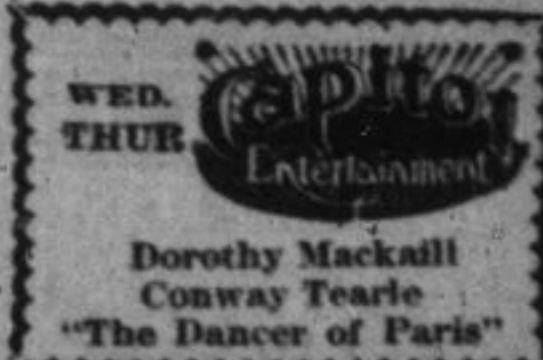 WED.
THUR
Capitol
Entertainment
Dorothy Mackaill
Conway Tearle
"The Dancer of Paris"